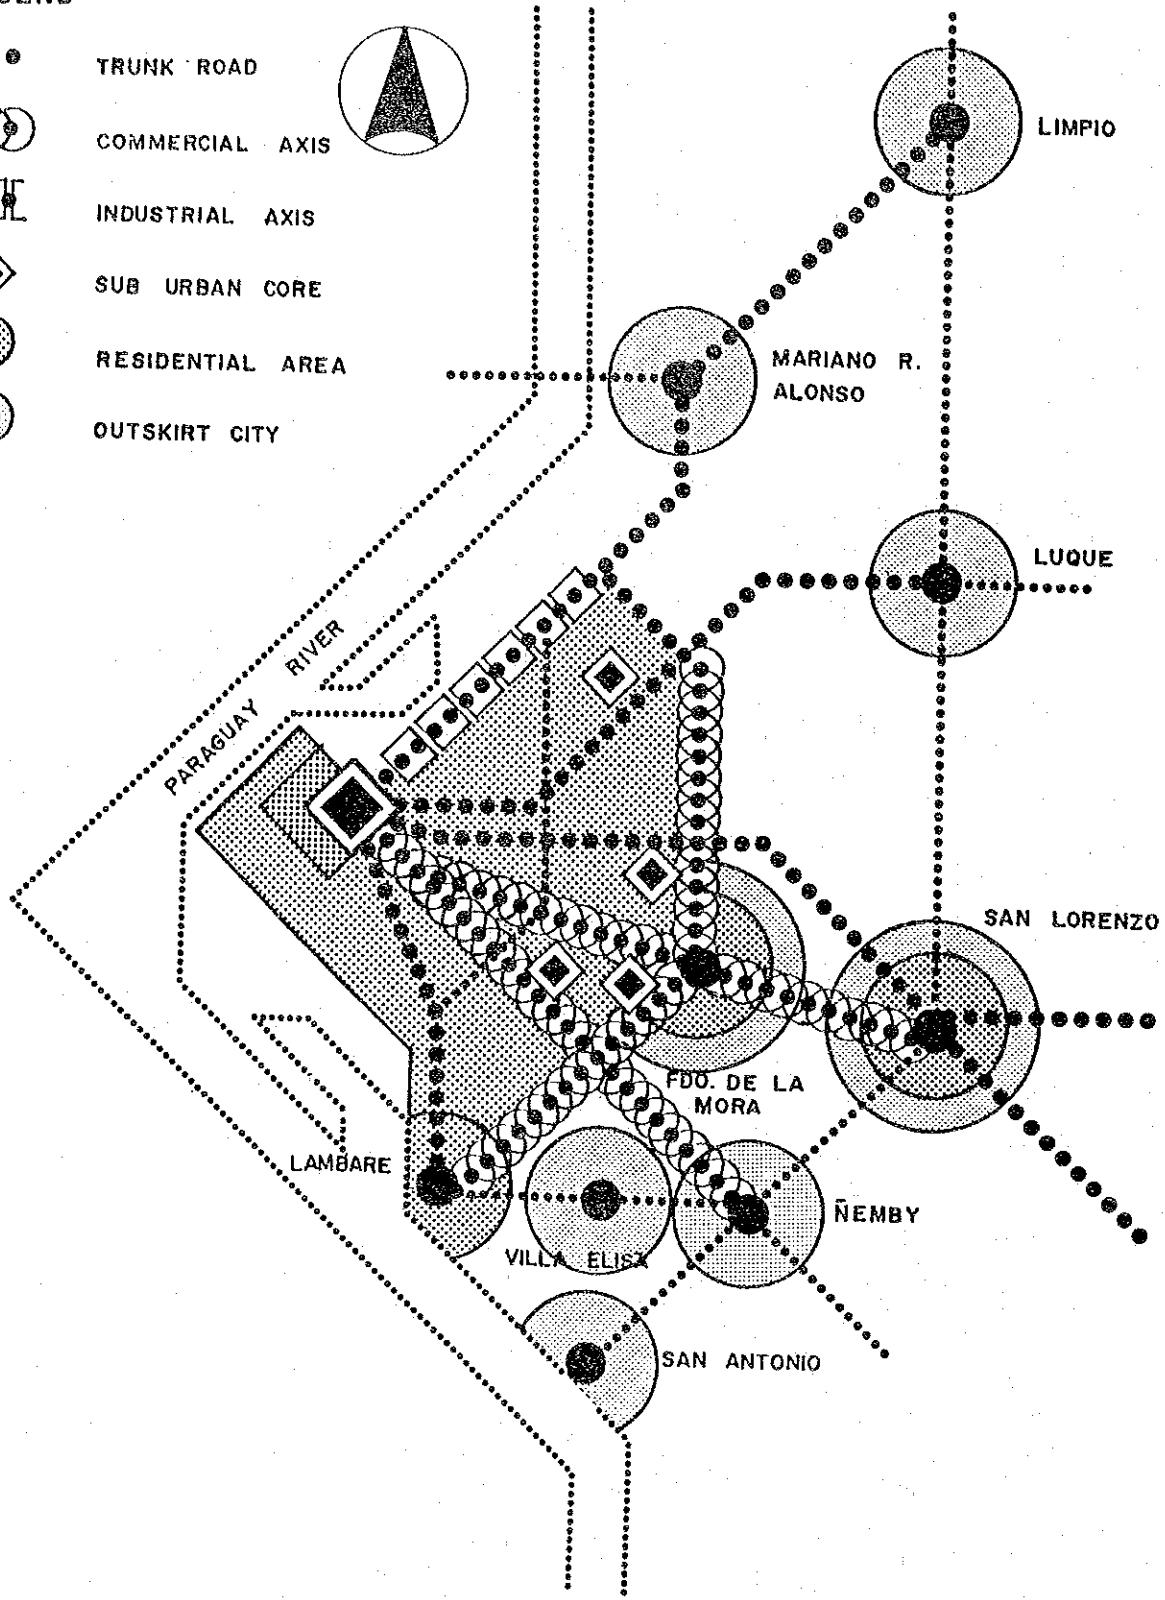 TRUNK ROAD
COMMERCIAL AXIS
INDUSTRIAL AXIS
SUB URBAN CORE
RESIDENTIAL AREA
OUTSKIRT CITY
LIMPIO
MARIANO R.
ALONSO
LUQUE
PARAGUAY RIVER
SAN LORENZO
FDO. DE LA
MORA
LAMBARE
ÑEMBY
VILLA ELISA
SAN ANTONIO